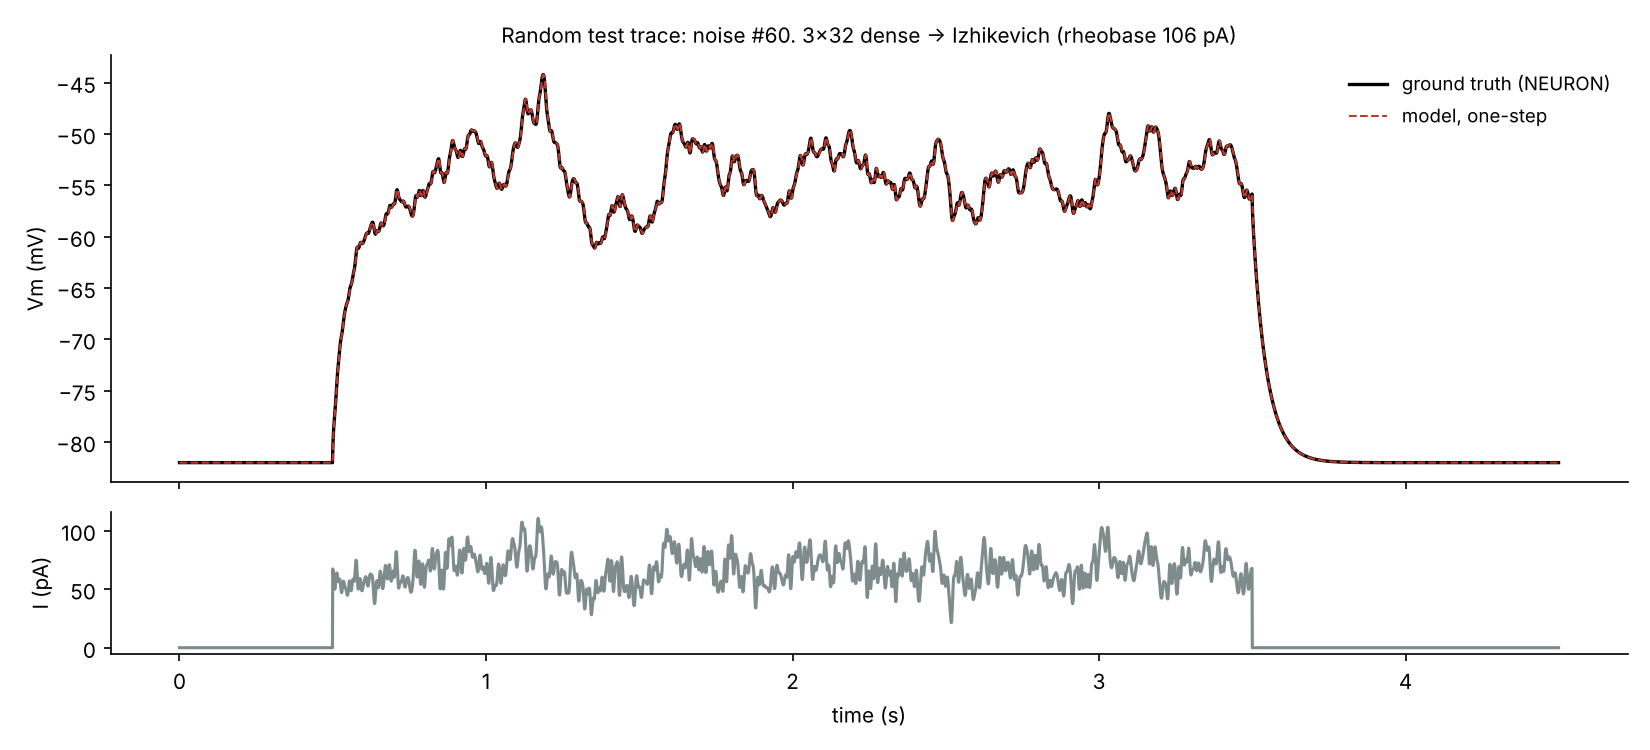 Random test trace: noise #60. 3×32 dense → Izhikevich (rheobase 106 pA)
ground truth (NEURON)
model, one-step
Vm (mV)
−45
−50
−55
−60
−65
−70
−75
−80
I (pA)
100
50
0
0 1 2 3 4
time (s)